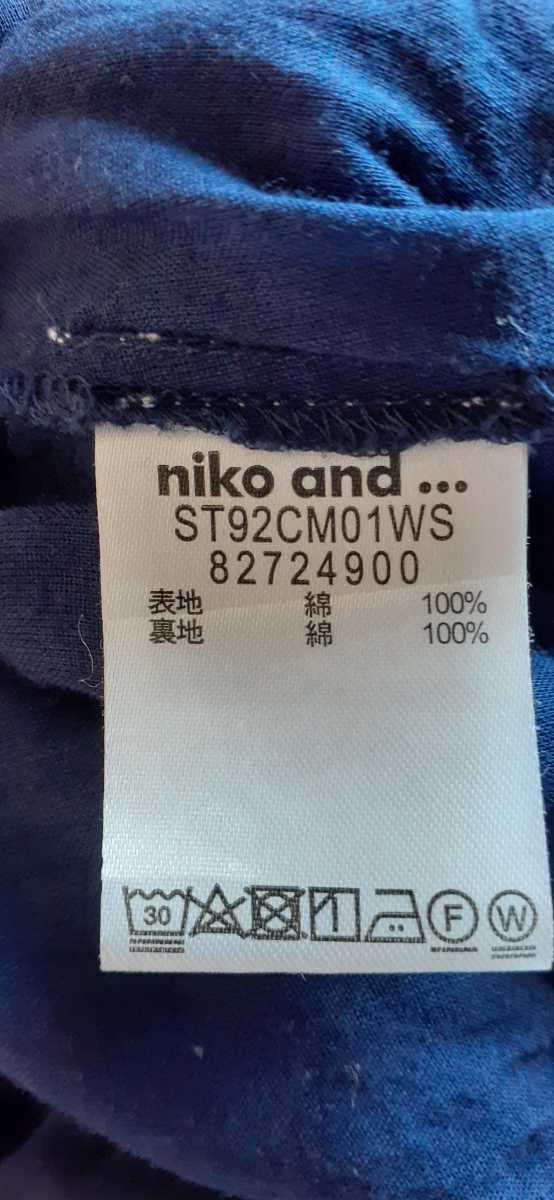 niko and ...
ST92CM01WS
82724900
表地 綿 100%
裏地 綿 100%
30 F W